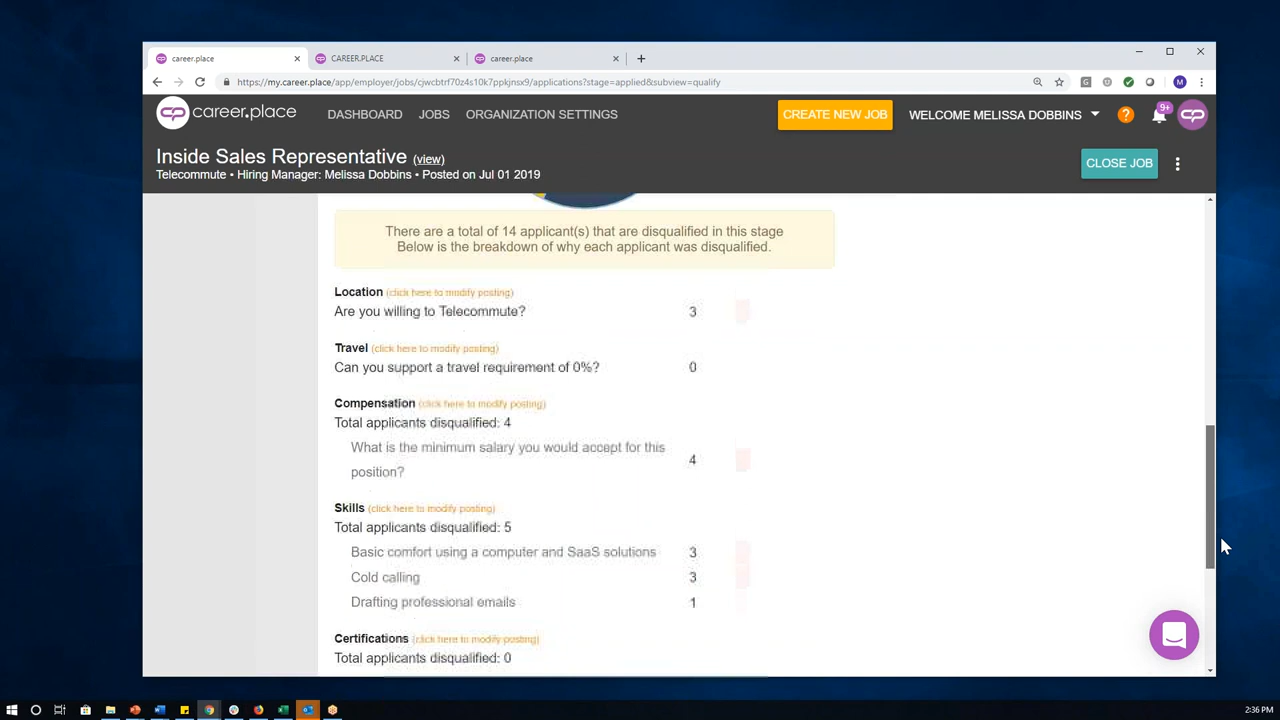 career.place
CAREER.PLACE
career.place
https://my.career.place/app/employer/jobs/cjwcbtrf70z4s10k7ppkjnsx9/applications?stage=applied&subview=qualify
M
cp career.place
DASHBOARD
JOBS
ORGANIZATION SETTINGS
CREATE NEW JOB
WELCOME MELISSA DOBBINS
?
9+
cp
Inside Sales Representative (view)
Telecommute • Hiring Manager: Melissa Dobbins • Posted on Jul 01 2019
CLOSE JOB
There are a total of 14 applicant(s) that are disqualified in this stage
Below is the breakdown of why each applicant was disqualified.
Location (click here to modify posting)
Are you willing to Telecommute? 3
Travel (click here to modify posting)
Can you support a travel requirement of 0%? 0
Compensation (click here to modify posting)
Total applicants disqualified: 4
What is the minimum salary you would accept for this
position? 4
Skills (click here to modify posting)
Total applicants disqualified: 5
Basic comfort using a computer and SaaS solutions 3
Cold calling 3
Drafting professional emails 1
Certifications (click here to modify posting)
Total applicants disqualified: 0
2:36 PM